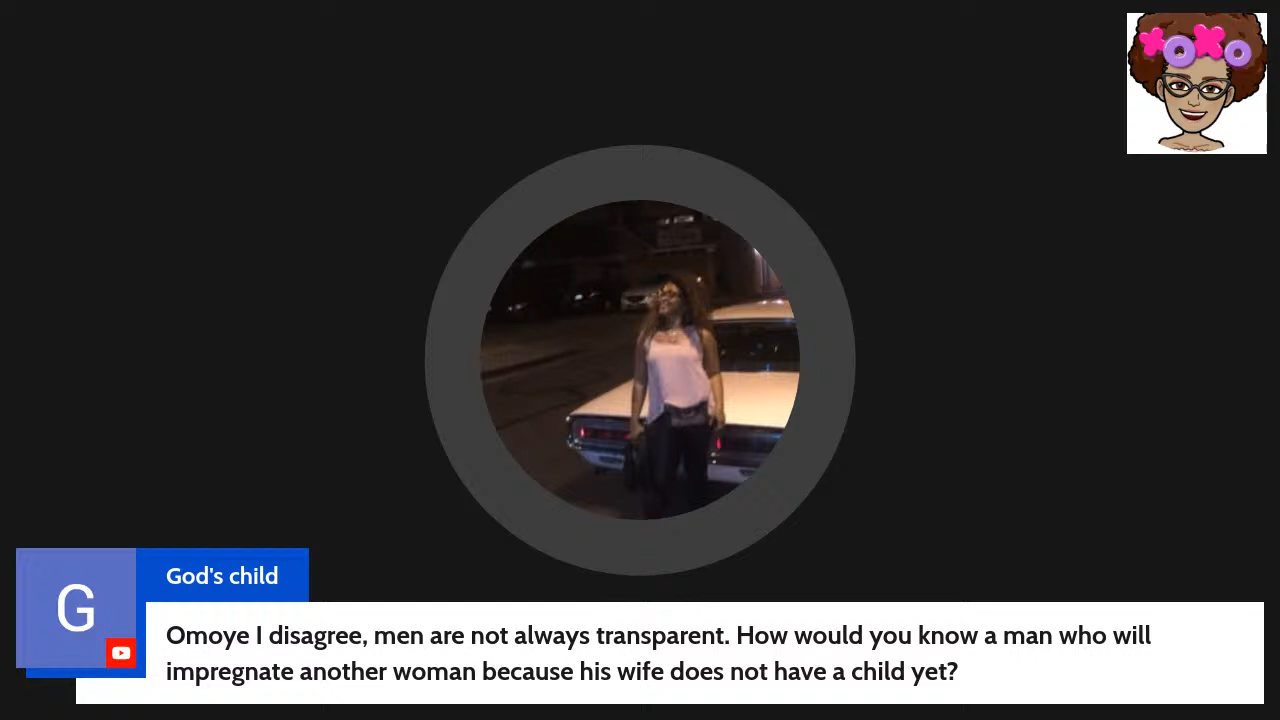 XOXO
God's child
G
Omoye I disagree, men are not always transparent. How would you know a man who will
impregnate another woman because his wife does not have a child yet?